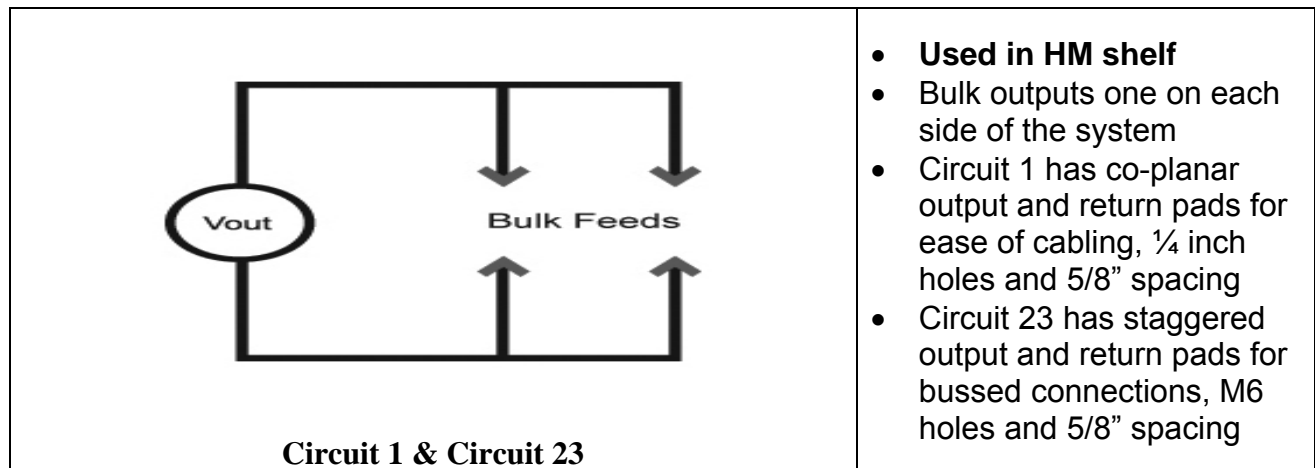 Vout
Bulk Feeds
Circuit 1 & Circuit 23
• Used in HM shelf
• Bulk outputs one on each
side of the system
• Circuit 1 has co-planar
output and return pads for
ease of cabling, ¼ inch
holes and 5/8” spacing
• Circuit 23 has staggered
output and return pads for
bussed connections, M6
holes and 5/8” spacing